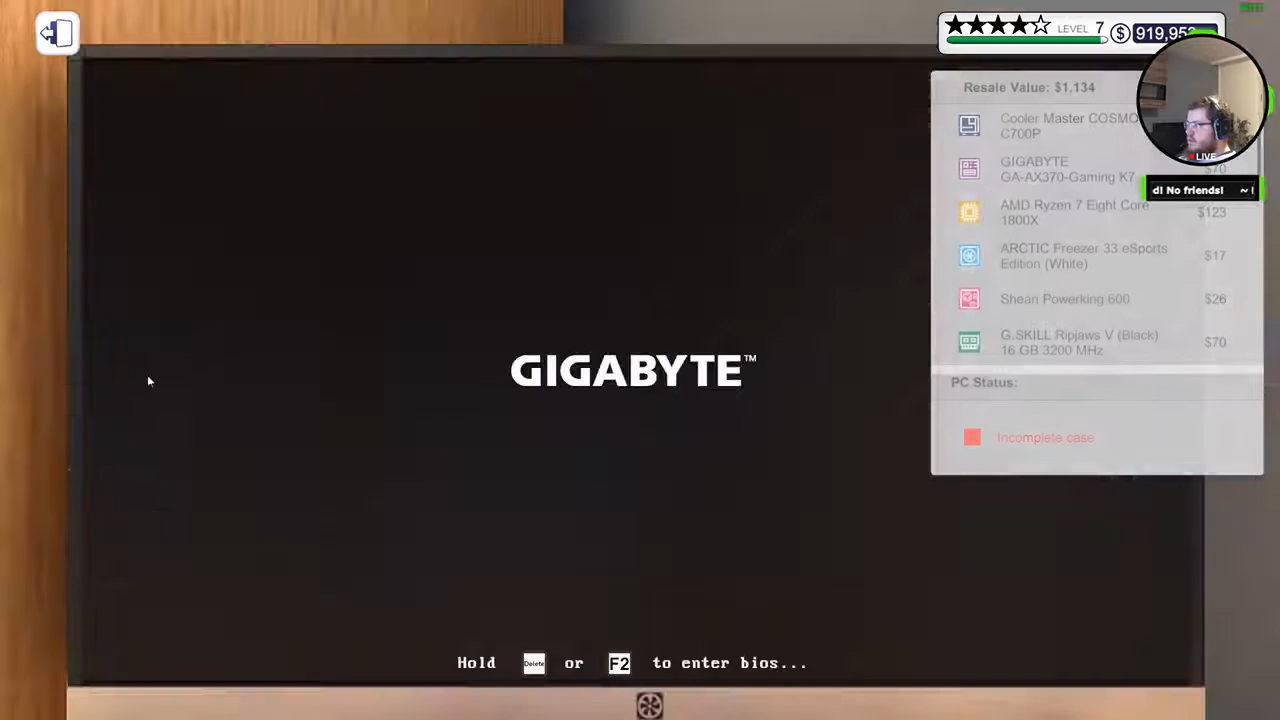 LEVEL 7
$ 919,95
Resale Value: $1,134
Cooler Master COSMO
C700P
GIGABYTE
GA-AX370-Gaming K7
$70
AMD Ryzen 7 Eight Core
1800X
$123
ARCTIC Freezer 33 eSports
Edition (White)
$17
Shean Powerking 600
$26
G.SKILL Ripjaws V (Black)
16 GB 3200 MHz
$70
PC Status:
Incomplete case
LIVE
d! No friends! ~
GIGABYTE™
Hold Delete or F2 to enter bios...